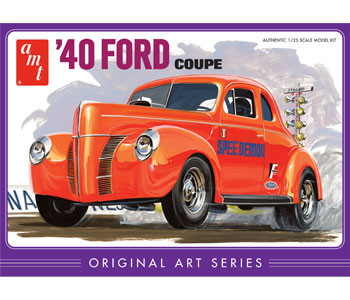 amt
'40 FORD
COUPE
AUTHENTIC 1/25 SCALE MODEL KIT
SPEE DEMON
ORIGINAL ART SERIES